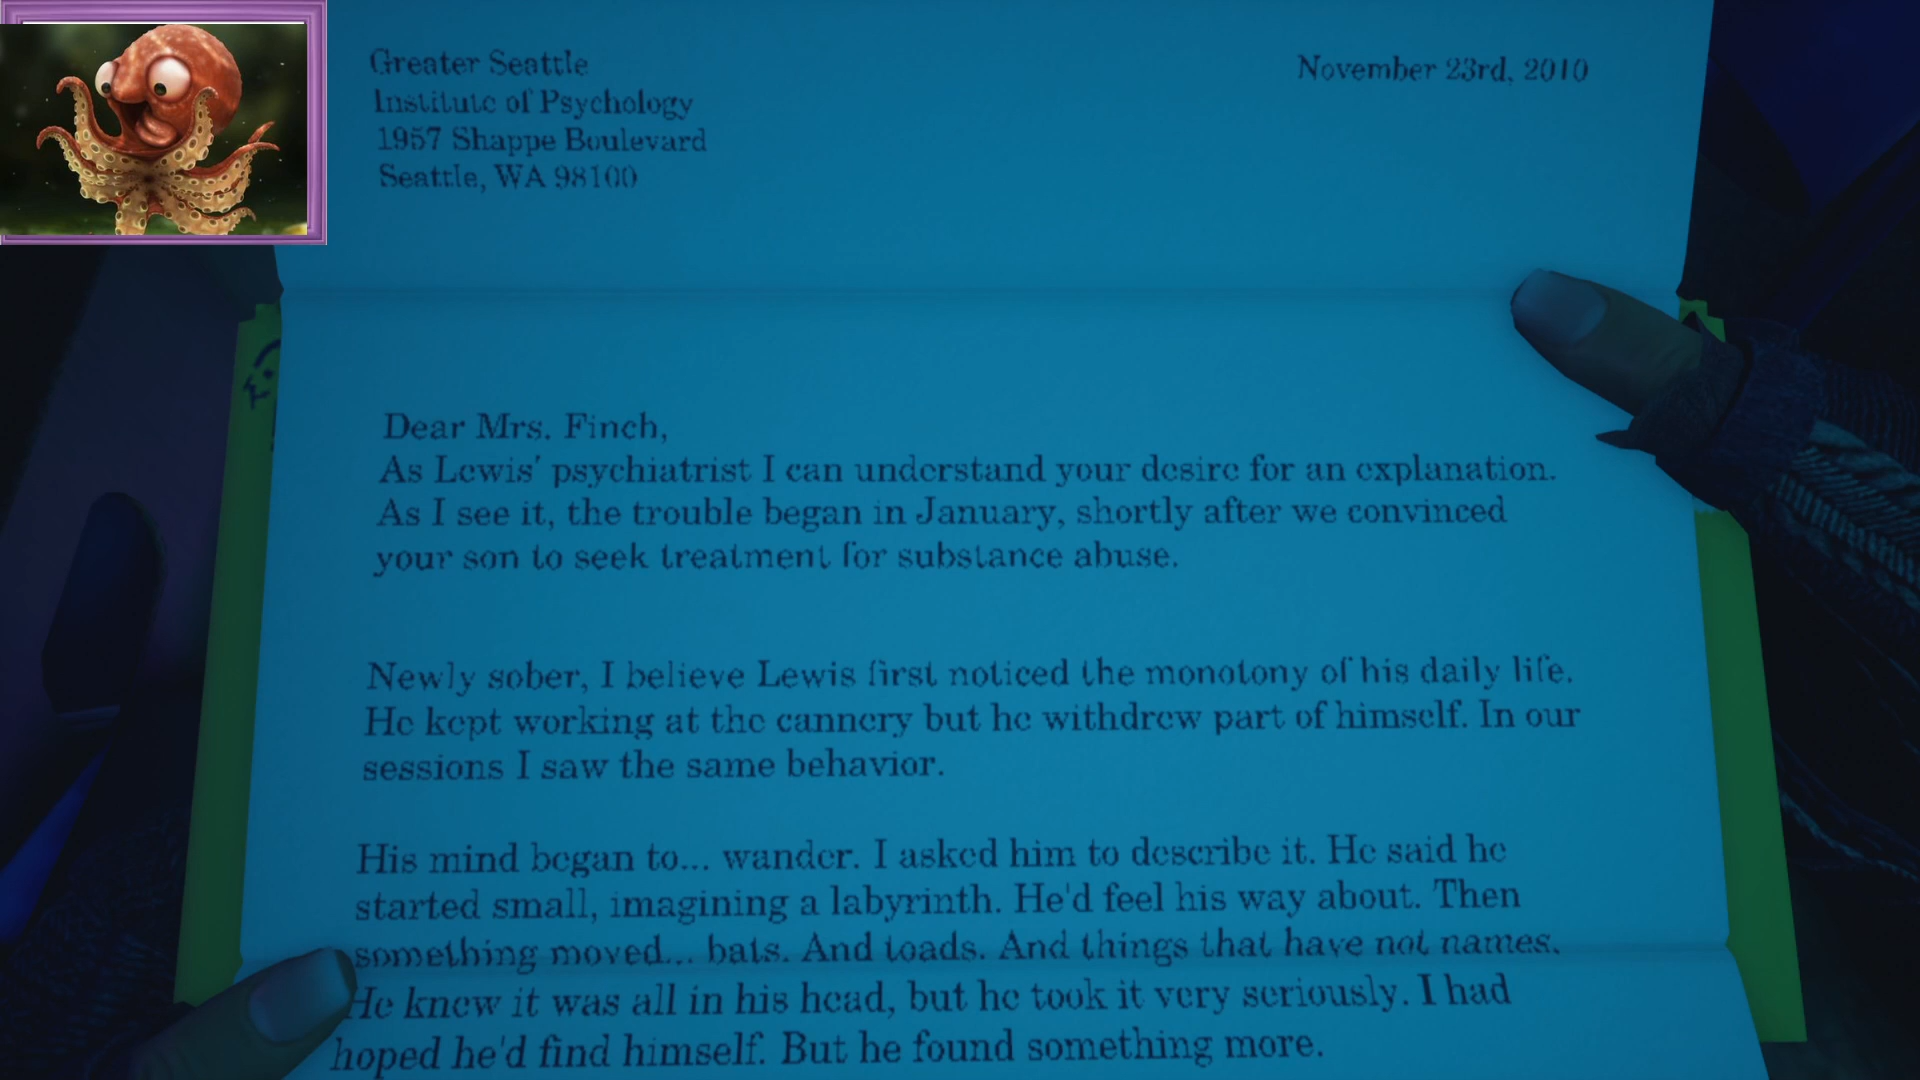 Greater Seattle
Institute of Psychology
1957 Shappe Boulevard
Seattle, WA 98100
November 23rd, 2010
Dear Mrs. Finch,
As Lewis' psychiatrist I can understand your desire for an explanation.
As I see it, the trouble began in January, shortly after we convinced
your son to seek treatment for substance abuse.
Newly sober, I believe Lewis first noticed the monotony of his daily life.
He kept working at the cannery but he withdrew part of himself. In our
sessions I saw the same behavior.
His mind began to... wander. I asked him to describe it. He said he
started small, imagining a labyrinth. He'd feel his way about. Then
something moved... bats. And toads. And things that have not names.
He knew it was all in his head, but he took it very seriously. I had
hoped he'd find himself. But he found something more.